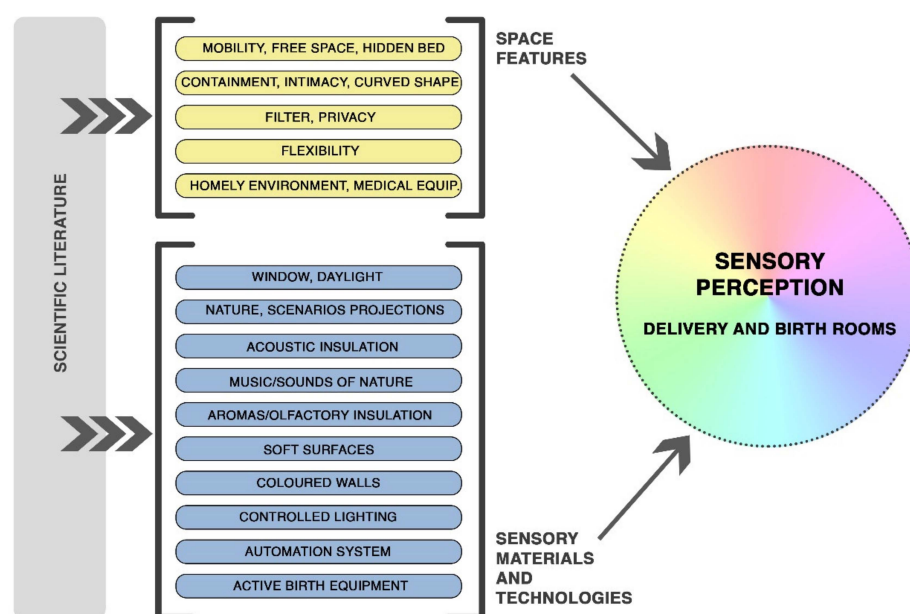 SCIENTIFIC LITERATURE
MOBILITY, FREE SPACE, HIDDEN BED
CONTAINMENT, INTIMACY, CURVED SHAPE
FILTER, PRIVACY
FLEXIBILITY
HOMELY ENVIRONMENT, MEDICAL EQUIP.
SPACE
FEATURES
WINDOW, DAYLIGHT
NATURE, SCENARIOS PROJECTIONS
ACOUSTIC INSULATION
MUSIC/SOUNDS OF NATURE
AROMAS/OLFACTORY INSULATION
SOFT SURFACES
COLOURED WALLS
CONTROLLED LIGHTING
AUTOMATION SYSTEM
ACTIVE BIRTH EQUIPMENT
SENSORY
MATERIALS
AND
TECHNOLOGIES
SENSORY
PERCEPTION
DELIVERY AND BIRTH ROOMS